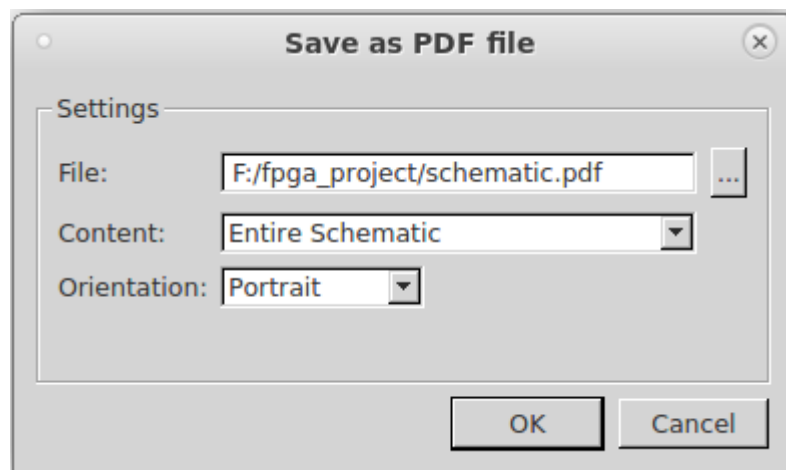 Save as PDF file
Settings
File: F:/fpga_project/schematic.pdf ...
Content: Entire Schematic
Orientation: Portrait
OK Cancel